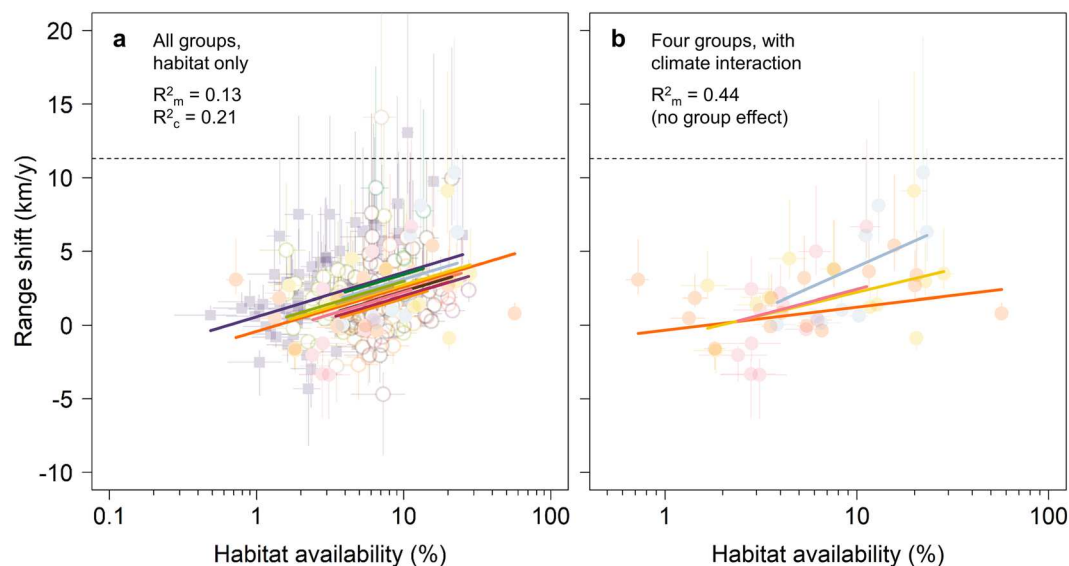 a
All groups,
habitat only
R²m = 0.13
R²c = 0.21
b
Four groups, with
climate interaction
R²m = 0.44
(no group effect)
Range shift (km/y)
20
15
10
5
0
-5
-10
0.1 1 10 100
1 10 100
Habitat availability (%)
Habitat availability (%)